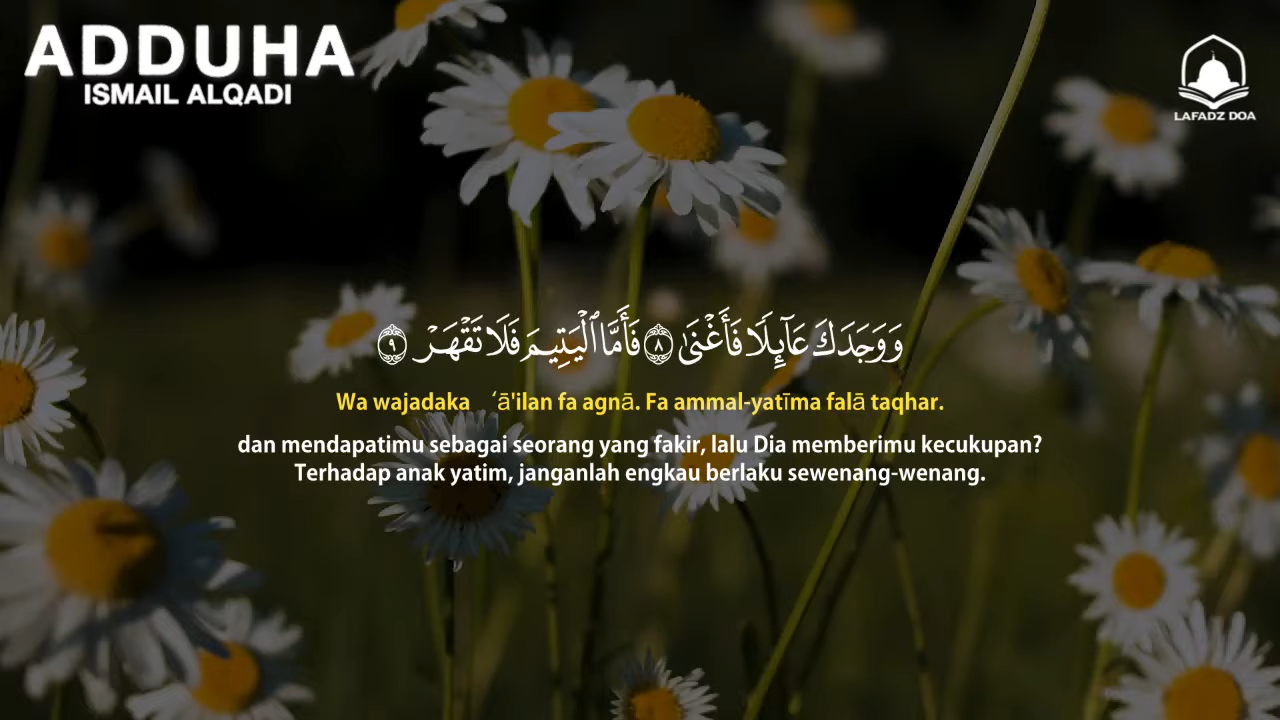 ADDUHA
ISMAIL ALQADI
LAFADZ DOA
وَوَجَدَكَ عَآئِلًا فَأَغْنَىٰ ٨ فَأَمَّا ٱلْيَتِيمَ فَلَا تَقْهَرْ ٩
Wa wajadaka ‘ā'ilan fa agnā. Fa ammal-yatīma falā taqhar.
dan mendapatimu sebagai seorang yang fakir, lalu Dia memberimu kecukupan?
Terhadap anak yatim, janganlah engkau berlaku sewenang-wenang.